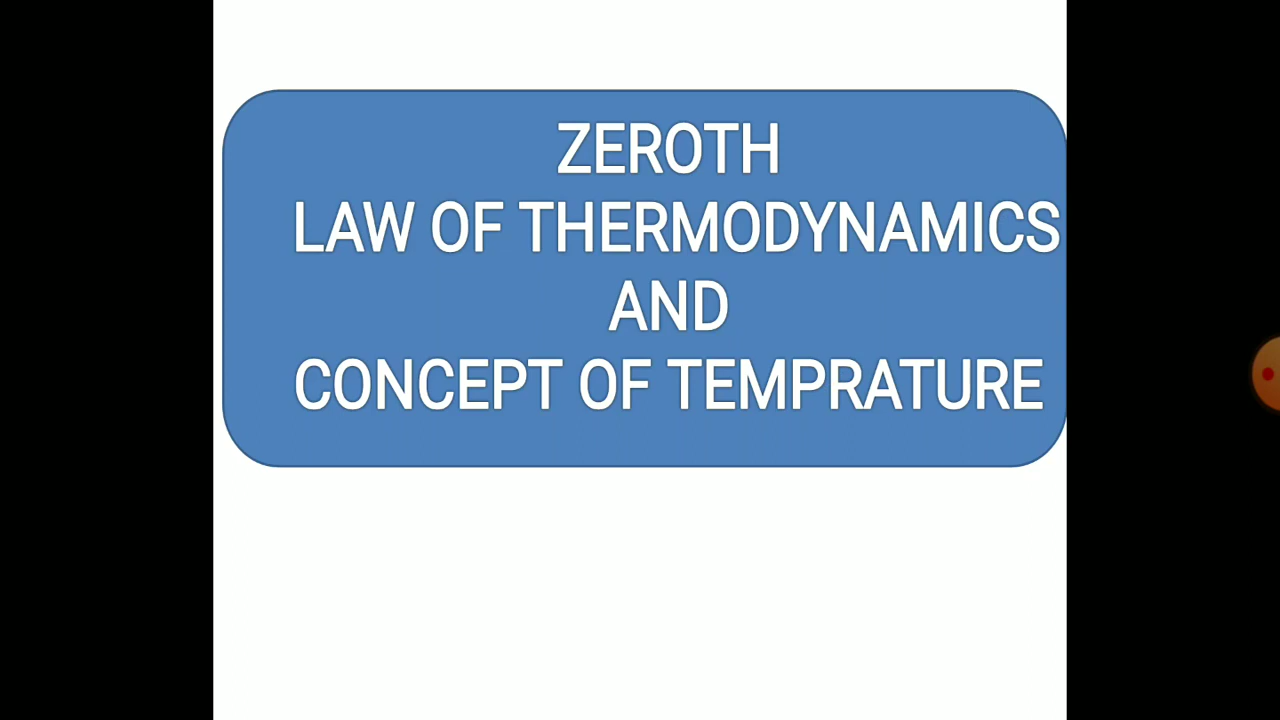 ZEROTH
LAW OF THERMODYNAMICS
AND
CONCEPT OF TEMPRATURE